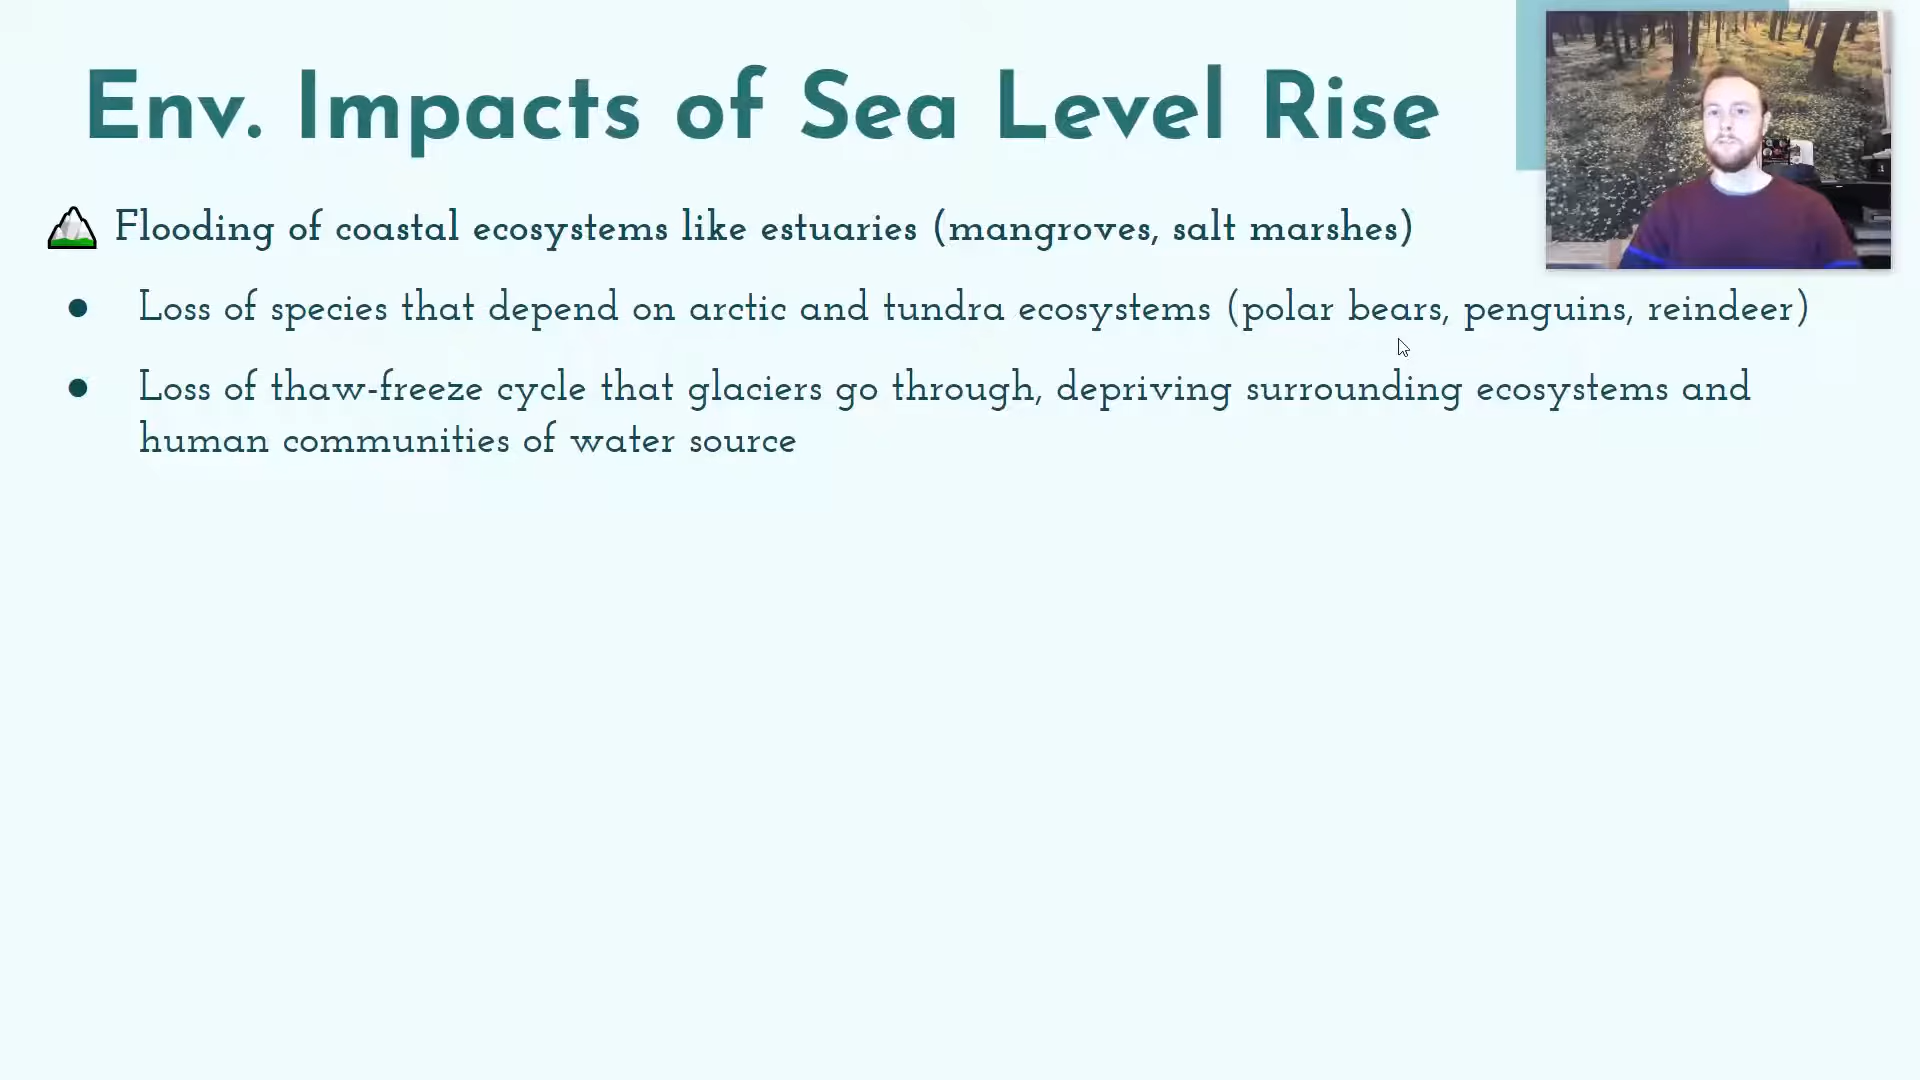 Env. Impacts of Sea Level Rise
Flooding of coastal ecosystems like estuaries (mangroves, salt marshes)
● Loss of species that depend on arctic and tundra ecosystems (polar bears, penguins, reindeer)
● Loss of thaw-freeze cycle that glaciers go through, depriving surrounding ecosystems and
human communities of water source